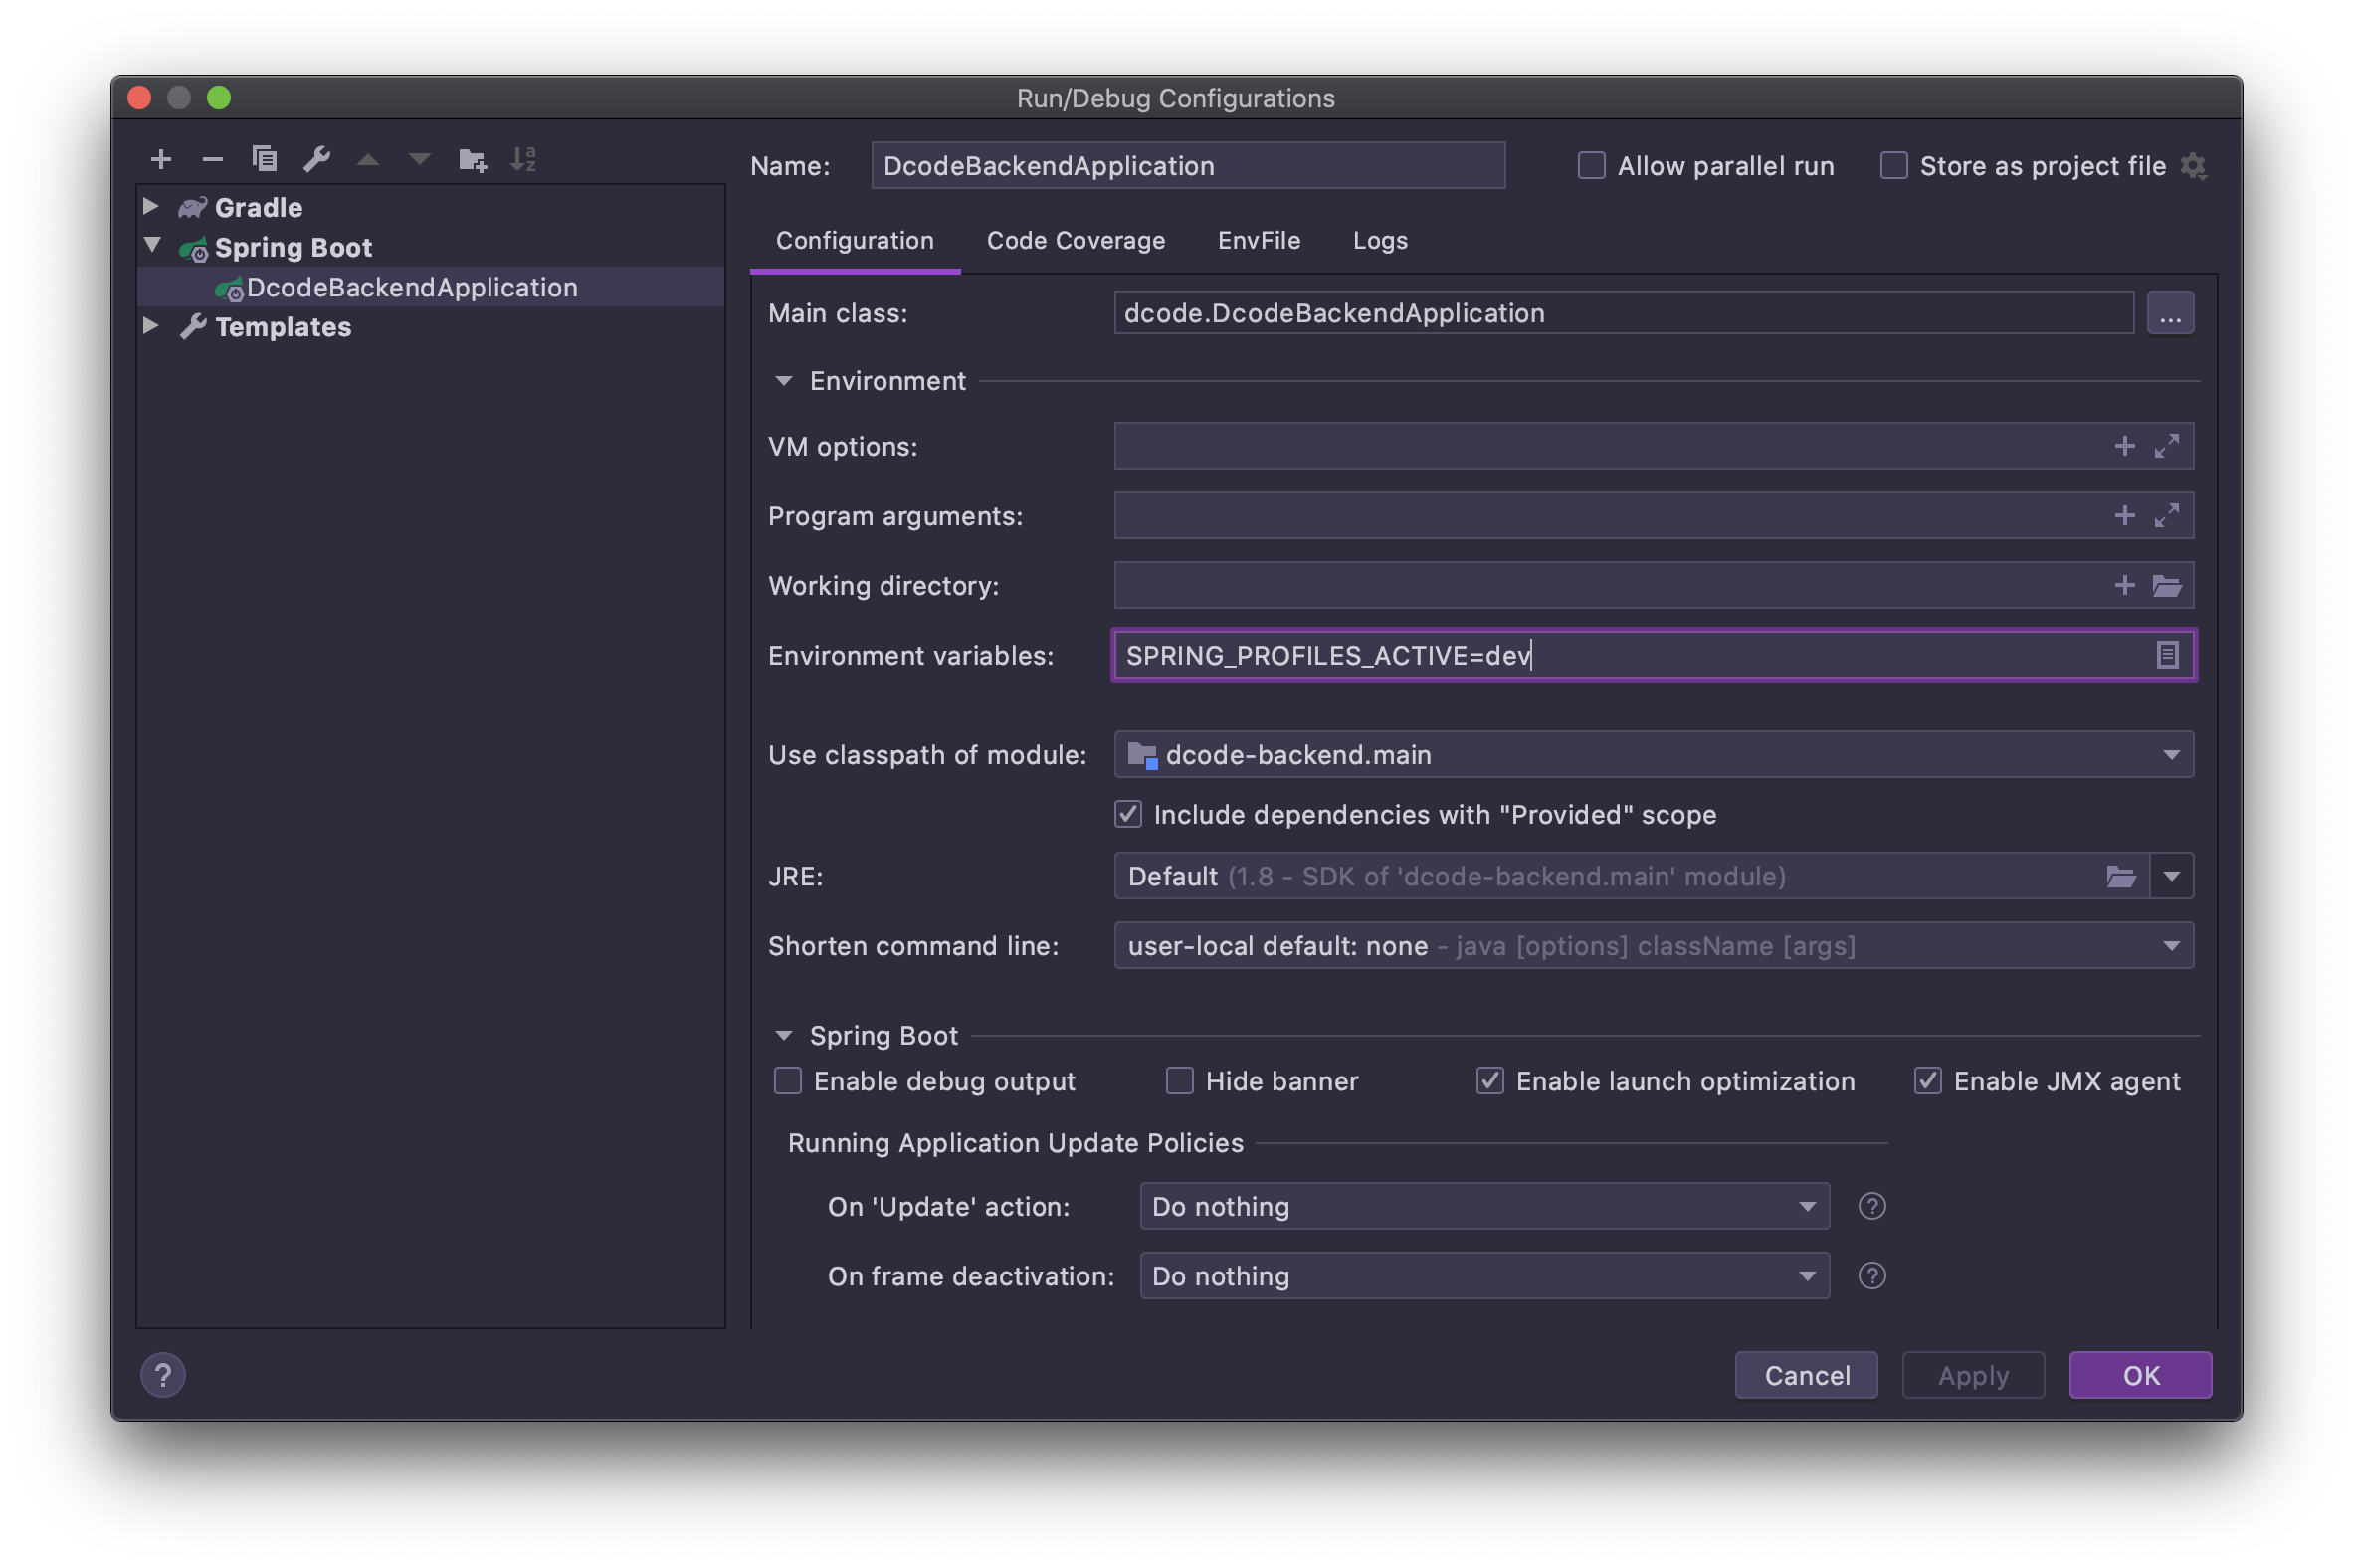 Run/Debug Configurations
Name: DcodeBackendApplication Allow parallel run Store as project file
Gradle
Spring Boot
DcodeBackendApplication
Templates
Configuration Code Coverage EnvFile Logs
Main class: dcode.DcodeBackendApplication ...
Environment
VM options:
Program arguments:
Working directory:
Environment variables: SPRING_PROFILES_ACTIVE=dev
Use classpath of module: dcode-backend.main
Include dependencies with "Provided" scope
JRE: Default (1.8 - SDK of 'dcode-backend.main' module)
Shorten command line: user-local default: none - java [options] className [args]
Spring Boot
Enable debug output Hide banner Enable launch optimization Enable JMX agent
Running Application Update Policies
On 'Update' action: Do nothing ?
On frame deactivation: Do nothing ?
? Cancel Apply OK